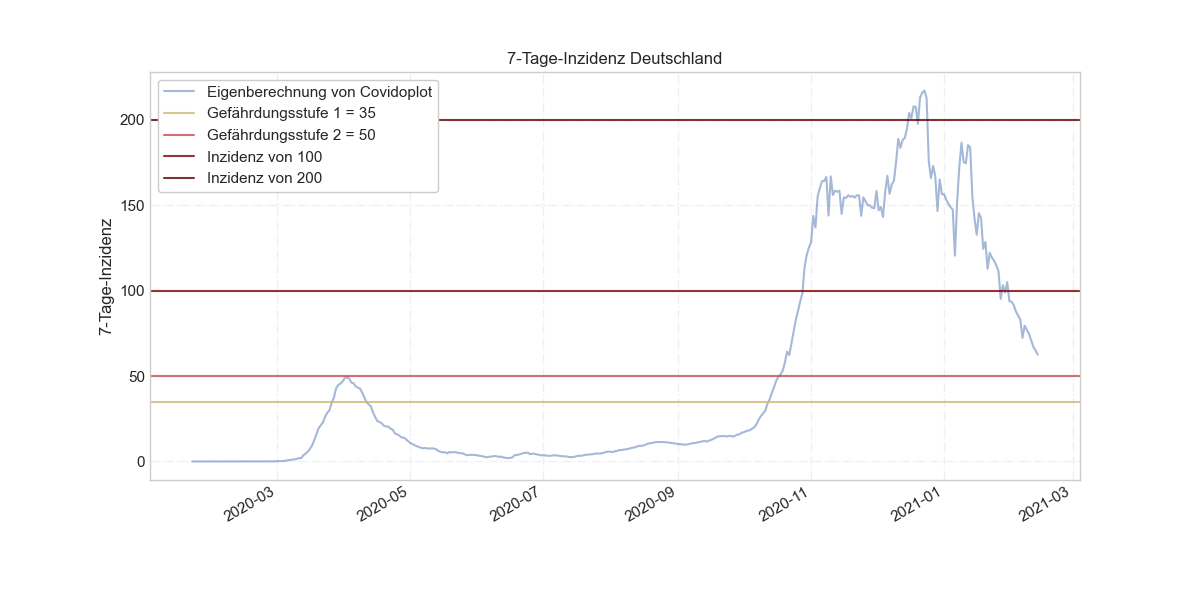 7-Tage-Inzidenz Deutschland
Eigenberechnung von Covidoplot
Gefährdungsstufe 1 = 35
Gefährdungsstufe 2 = 50
Inzidenz von 100
Inzidenz von 200
7-Tage-Inzidenz
200
150
100
50
0
2020-03
2020-05
2020-07
2020-09
2020-11
2021-01
2021-03